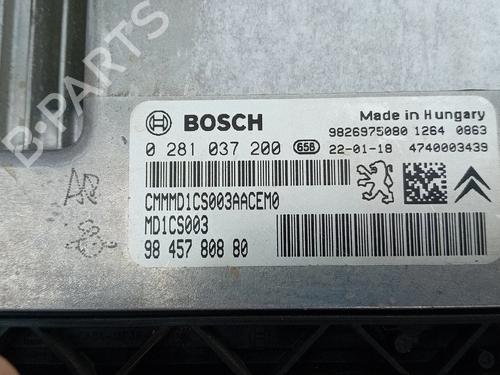 BOSCH
Made in Hungary
0 281 037 200 G5B
9826975080 1264 0863
22-01-18 4740003439
CMMMD1CS003AACEM0
MD1CS003
98 457 808 80
B-PARTS